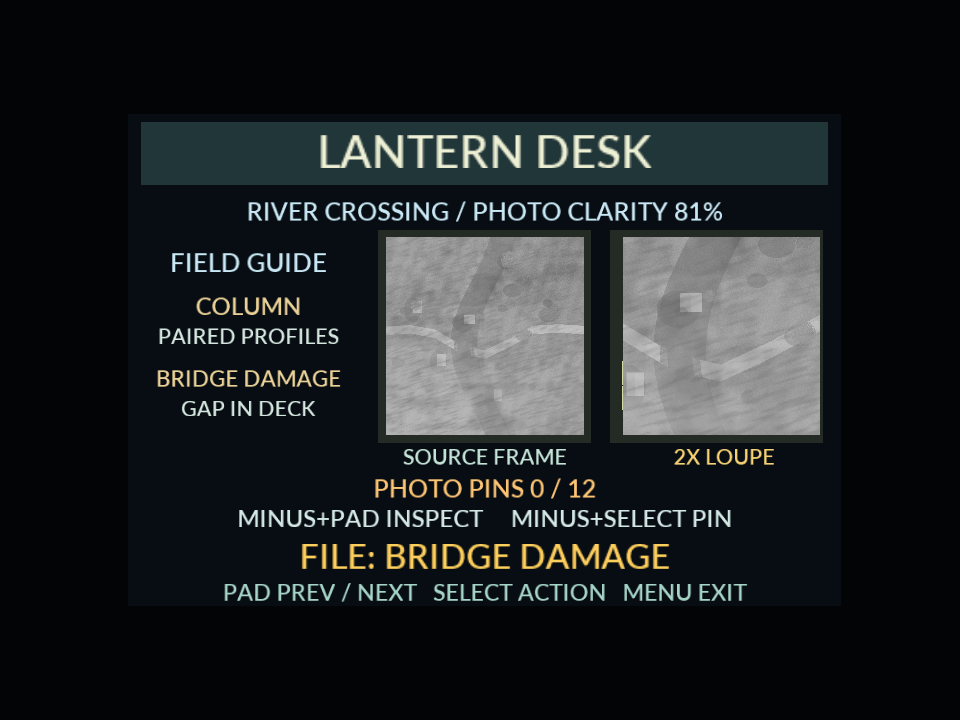 LANTERN DESK
RIVER CROSSING / PHOTO CLARITY 81%
FIELD GUIDE
COLUMN
PAIRED PROFILES
BRIDGE DAMAGE
GAP IN DECK
SOURCE FRAME
2X LOUPE
PHOTO PINS 0 / 12
MINUS+PAD INSPECT MINUS+SELECT PIN
FILE: BRIDGE DAMAGE
PAD PREV / NEXT SELECT ACTION MENU EXIT